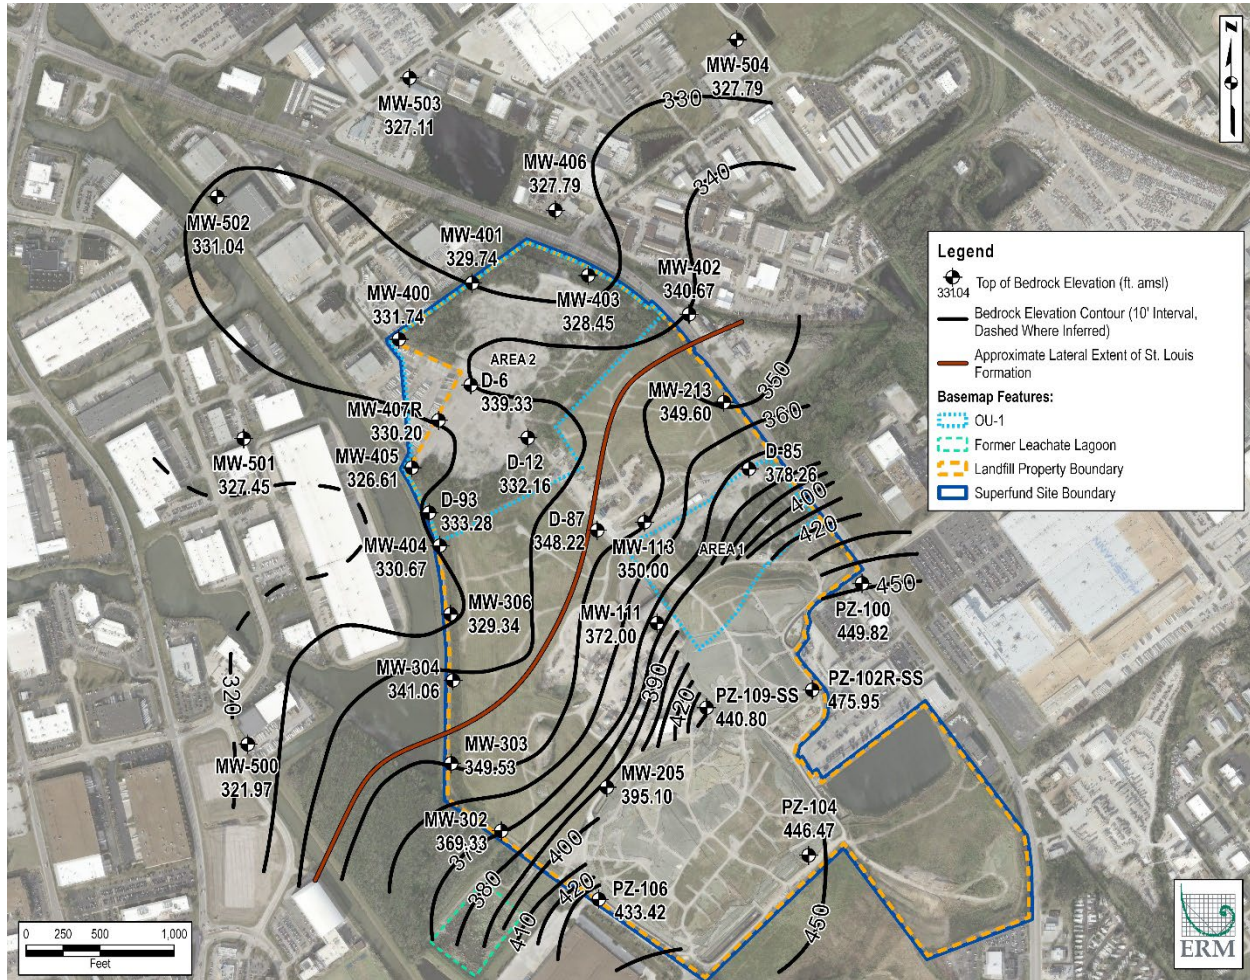 MW-504
327.79
N
MW-503
327.11
330
MW-406
327.79
340
MW-502
331.04
MW-401
329.74
MW-402
340.67
MW-400
331.74
MW-403
328.45
AREA 2
D-6
339.33
MW-213
349.60
350
360
MW-407R
330.20
MW-501
327.45
MW-405
326.61
D-12
332.16
D-85
378.26
400
D-93
333.28
D-87
348.22
420
MW-404
330.67
MW-113
350.00
AREA 1
450
PZ-100
449.82
MW-306
329.34
MW-111
372.00
MW-304
341.06
390
420
PZ-102R-SS
475.95
PZ-109-SS
440.80
320
MW-500
321.97
MW-303
349.53
MW-205
395.10
MW-302
369.33
370
400
PZ-104
446.47
380
420
PZ-106
433.42
410
450
Legend
331.04
Top of Bedrock Elevation (ft. amsl)
Bedrock Elevation Contour (10' Interval,
Dashed Where Inferred)
Approximate Lateral Extent of St. Louis
Formation
Basemap Features:
OU-1
Former Leachate Lagoon
Landfill Property Boundary
Superfund Site Boundary
0 250 500 1,000
Feet
ERM